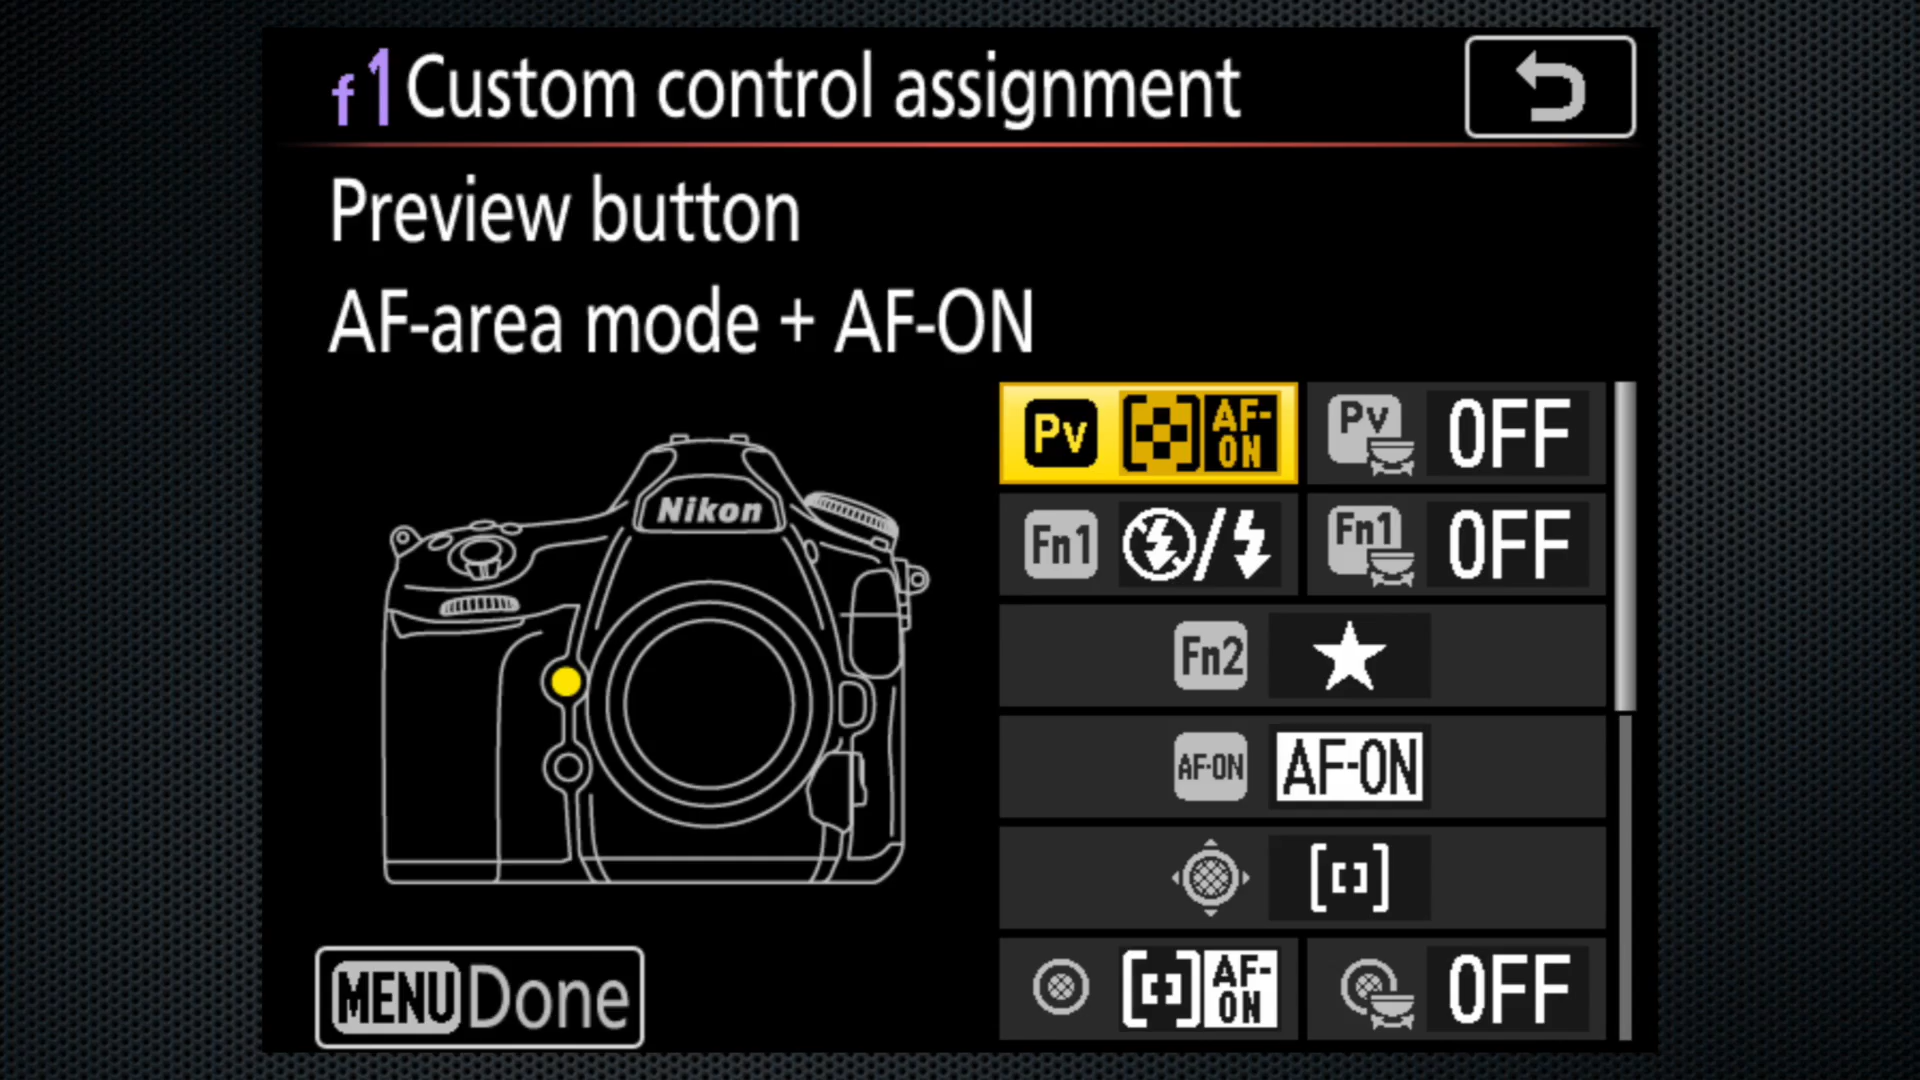 f1 Custom control assignment
Preview button
AF-area mode + AF-ON
Nikon
Pv AF-ON Pv OFF
Fn1 / Fn1 OFF
Fn2
AF-ON AF-ON
AF-ON OFF
MENU Done